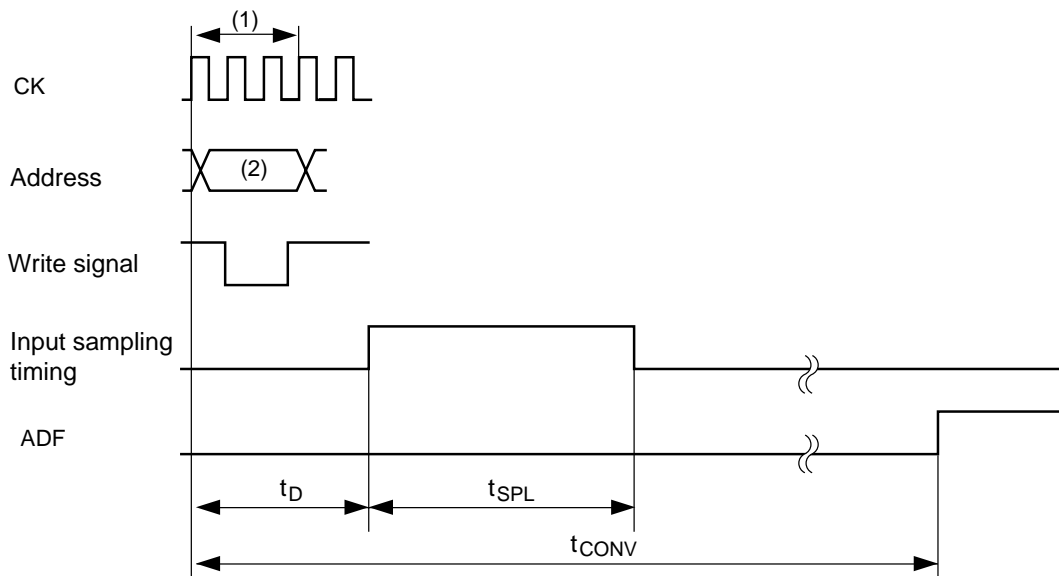 (1)
CK
Address
(2)
Write signal
Input sampling
timing
ADF
tD
tSPL
tCONV